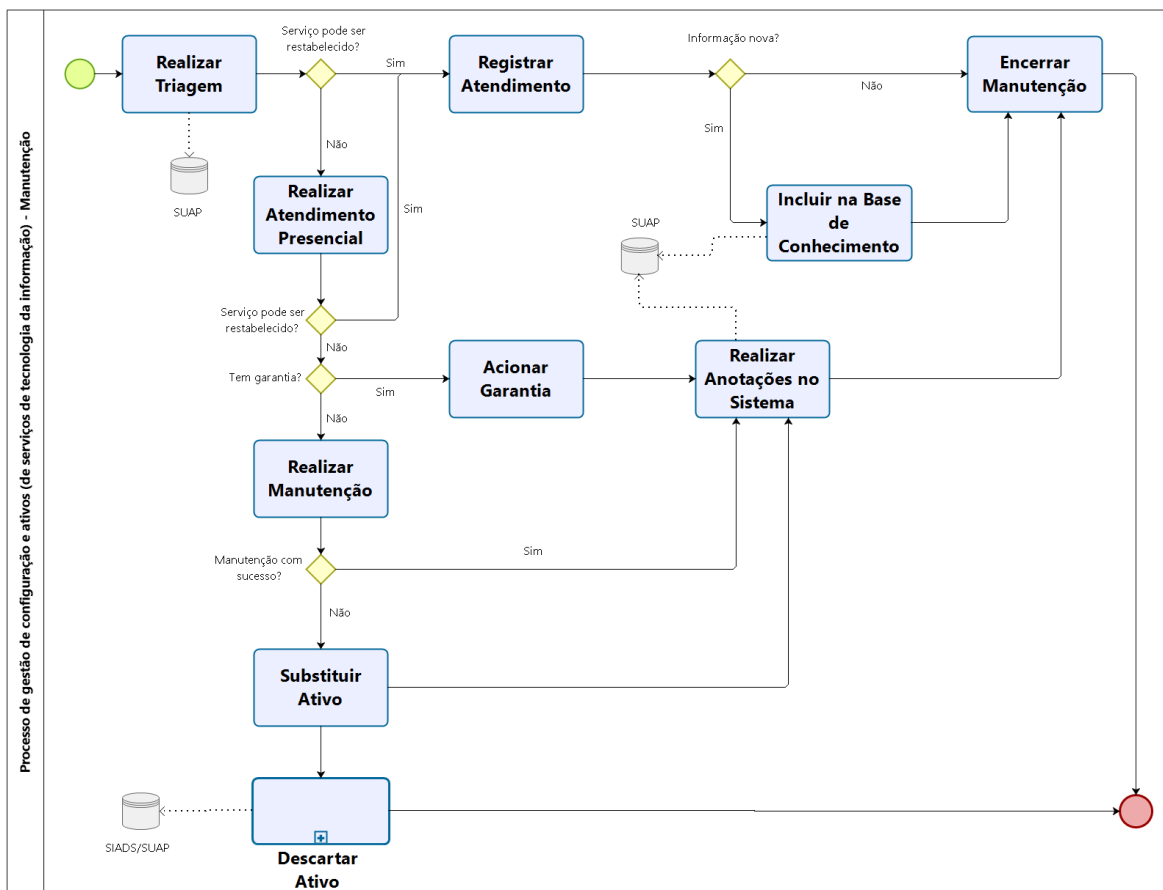 Processo de gestão de configuração e ativos (de serviços de tecnologia da informação) - Manutenção
Realizar
Triagem
SUAP
Serviço pode ser
restabelecido?
Sim
Não
Registrar
Atendimento
Informação nova?
Não
Sim
Encerrar
Manutenção
Realizar
Atendimento
Presencial
Sim
Incluir na Base
de
Conhecimento
SUAP
Serviço pode ser
restabelecido?
Não
Tem garantia?
Sim
Não
Acionar
Garantia
Realizar
Anotações no
Sistema
Realizar
Manutenção
Manutenção com
sucesso?
Sim
Não
Substituir
Ativo
SIADS/SUAP
Descartar
Ativo